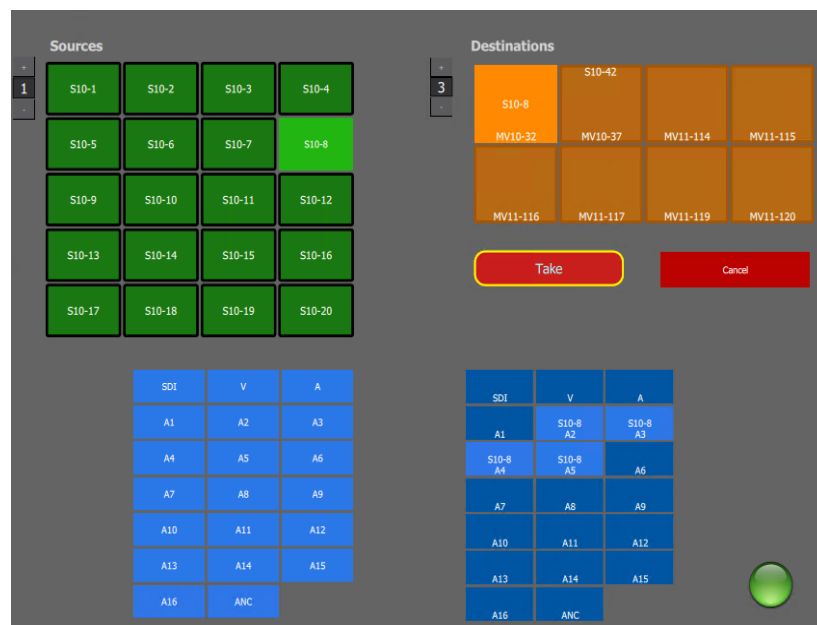 Sources
+
1
-
S10-1 S10-2 S10-3 S10-4
S10-5 S10-6 S10-7 S10-8
S10-9 S10-10 S10-11 S10-12
S10-13 S10-14 S10-15 S10-16
S10-17 S10-18 S10-19 S10-20
SDI V A
A1 A2 A3
A4 A5 A6
A7 A8 A9
A10 A11 A12
A13 A14 A15
A16 ANC
Destinations
+
3
-
S10-42
S10-8
MV10-32 MV10-37 MV11-114 MV11-115
MV11-116 MV11-117 MV11-119 MV11-120
Take Cancel
SDI V A
S10-8 S10-8
A1 A2 A3
S10-8 S10-8
A4 A5 A6
A7 A8 A9
A10 A11 A12
A13 A14 A15
A16 ANC